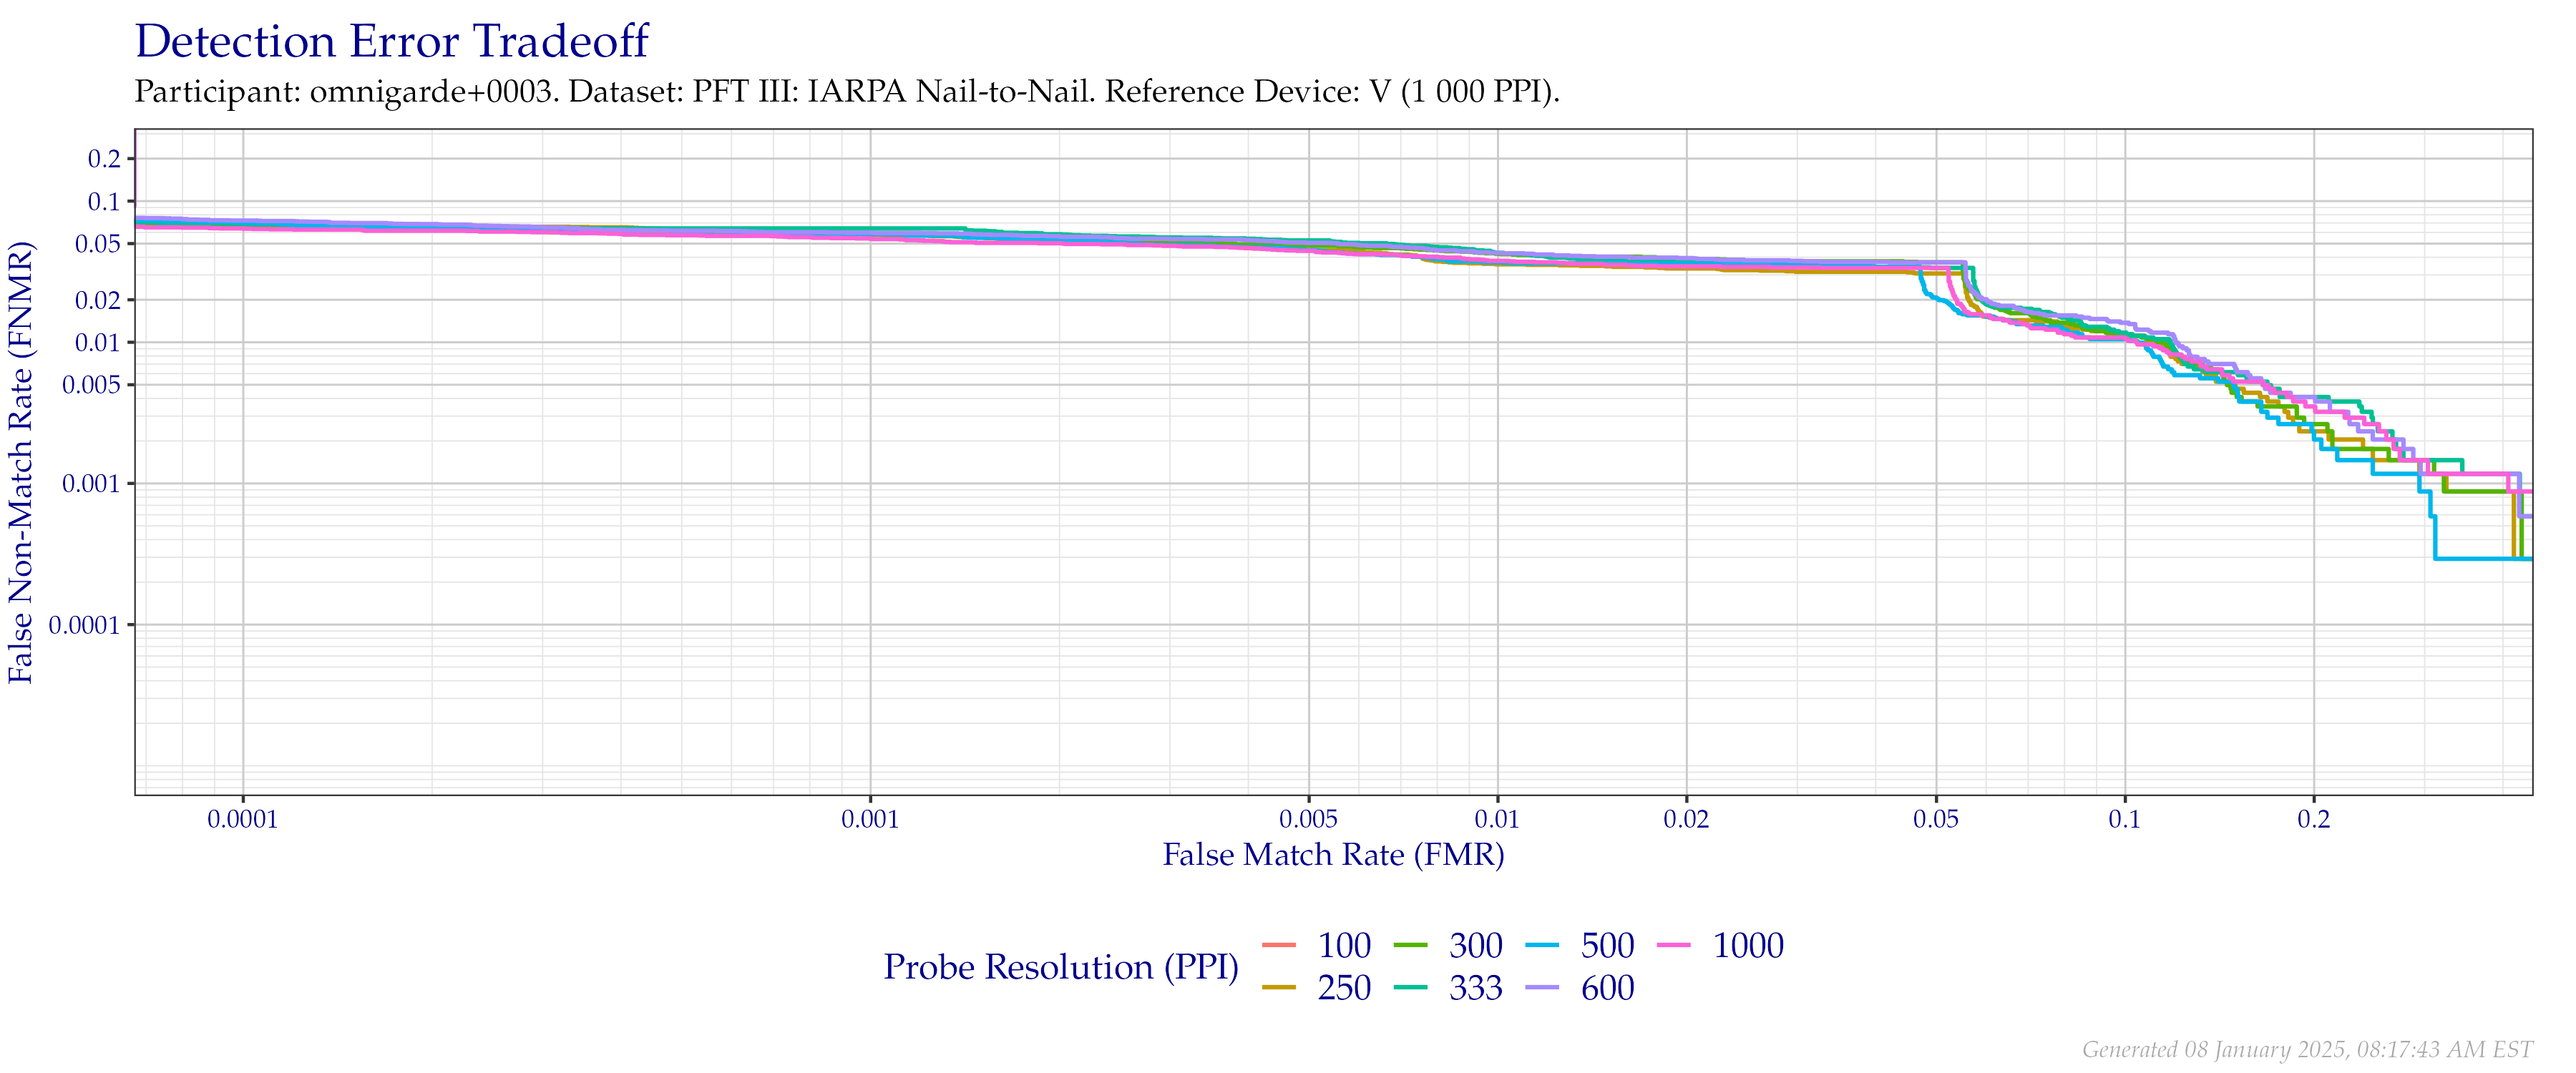 Detection Error Tradeoff
Participant: omnigarde+0003. Dataset: PFT III: IARPA Nail-to-Nail. Reference Device: V (1 000 PPI).
False Non-Match Rate (FNMR)
0.2
0.1
0.05
0.02
0.01
0.005
0.001
0.0001
0.0001 0.001 0.005 0.01 0.02 0.05 0.1 0.2
False Match Rate (FMR)
Probe Resolution (PPI)
100 300 500 1000
250 333 600
Generated 08 January 2025, 08:17:43 AM EST